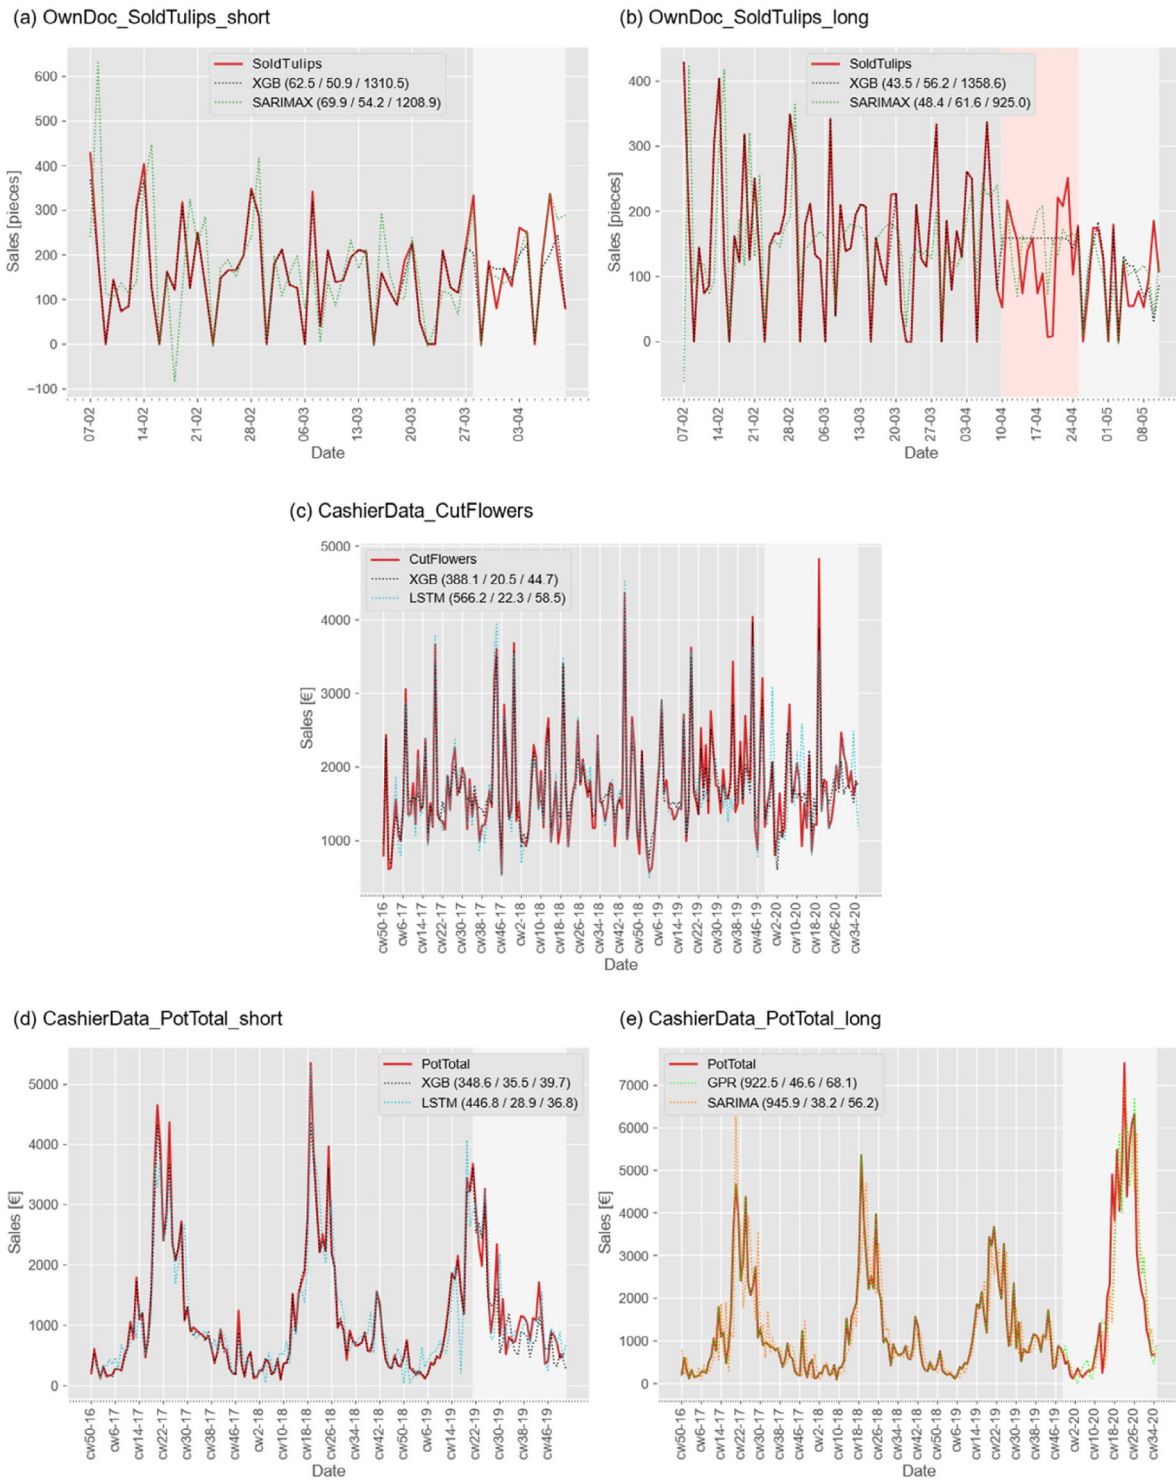 (a) OwnDoc_SoldTulips_short
SoldTulips
XGB (62.5 / 50.9 / 1310.5)
SARIMAX (69.9 / 54.2 / 1208.9)
Sales [pieces]
600
500
400
300
200
100
0
−100
07-02
14-02
21-02
28-02
06-03
13-03
20-03
27-03
03-04
Date
(b) OwnDoc_SoldTulips_long
SoldTulips
XGB (43.5 / 56.2 / 1358.6)
SARIMAX (48.4 / 61.6 / 925.0)
Sales [pieces]
400
300
200
100
0
07-02
14-02
21-02
28-02
06-03
13-03
20-03
27-03
03-04
10-04
17-04
24-04
01-05
08-05
Date
(c) CashierData_CutFlowers
CutFlowers
XGB (388.1 / 20.5 / 44.7)
LSTM (566.2 / 22.3 / 58.5)
Sales [€]
5000
4000
3000
2000
1000
cw50-16
cw6-17
cw14-17
cw22-17
cw30-17
cw38-17
cw46-17
cw2-18
cw10-18
cw18-18
cw26-18
cw34-18
cw42-18
cw50-18
cw6-19
cw14-19
cw22-19
cw30-19
cw38-19
cw46-19
cw2-20
cw10-20
cw18-20
cw26-20
cw34-20
Date
(d) CashierData_PotTotal_short
PotTotal
XGB (348.6 / 35.5 / 39.7)
LSTM (446.8 / 28.9 / 36.8)
Sales [€]
5000
4000
3000
2000
1000
0
cw50-16
cw6-17
cw14-17
cw22-17
cw30-17
cw38-17
cw46-17
cw2-18
cw10-18
cw18-18
cw26-18
cw34-18
cw42-18
cw50-18
cw6-19
cw14-19
cw22-19
cw30-19
cw38-19
cw46-19
Date
(e) CashierData_PotTotal_long
PotTotal
GPR (922.5 / 46.6 / 68.1)
SARIMA (945.9 / 38.2 / 56.2)
Sales [€]
7000
6000
5000
4000
3000
2000
1000
0
cw50-16
cw6-17
cw14-17
cw22-17
cw30-17
cw38-17
cw46-17
cw2-18
cw10-18
cw18-18
cw26-18
cw34-18
cw42-18
cw50-18
cw6-19
cw14-19
cw22-19
cw30-19
cw38-19
cw46-19
cw2-20
cw10-20
cw18-20
cw26-20
cw34-20
Date